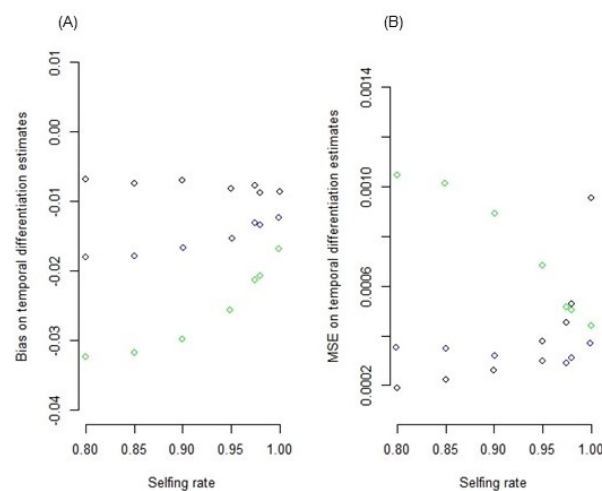 (A)
Bias on temporal differentiation estimates
0.01
0.00
-0.01
-0.02
-0.03
-0.04
0.80 0.85 0.90 0.95 1.00
Selfing rate
(B)
MSE on temporal differentiation estimates
0.0014
0.0010
0.0006
0.0002
0.80 0.85 0.90 0.95 1.00
Selfing rate